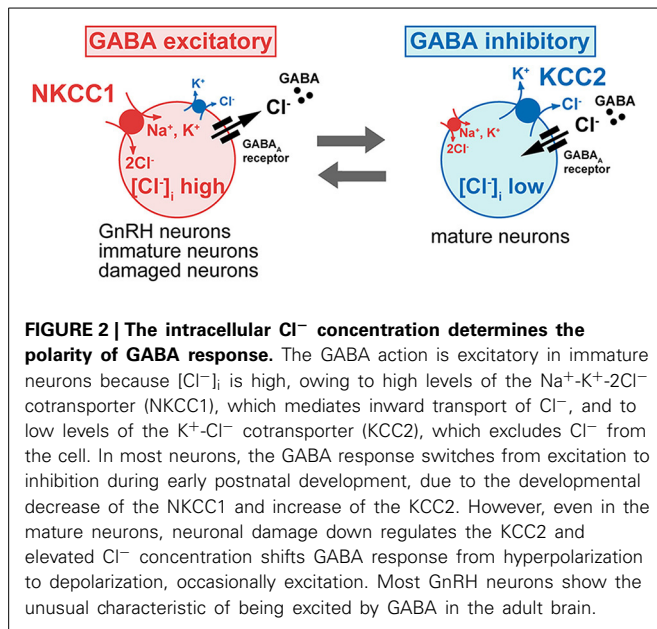 GABA excitatory
GABA inhibitory
NKCC1
K⁺
Cl⁻
GABA
Cl⁻
Na⁺, K⁺
2Cl⁻
GABA_A
receptor
[Cl⁻]ᵢ high
GnRH neurons
immature neurons
damaged neurons
K⁺
KCC2
Cl⁻
GABA
Cl⁻
Na⁺, K⁺
2Cl⁻
GABA_A
receptor
[Cl⁻]ᵢ low
mature neurons
FIGURE 2 | The intracellular Cl⁻ concentration determines the
polarity of GABA response. The GABA action is excitatory in immature
neurons because [Cl⁻]ᵢ is high, owing to high levels of the Na⁺-K⁺-2Cl⁻
cotransporter (NKCC1), which mediates inward transport of Cl⁻, and to
low levels of the K⁺-Cl⁻ cotransporter (KCC2), which excludes Cl⁻ from
the cell. In most neurons, the GABA response switches from excitation to
inhibition during early postnatal development, due to the developmental
decrease of the NKCC1 and increase of the KCC2. However, even in the
mature neurons, neuronal damage down regulates the KCC2 and
elevated Cl⁻ concentration shifts GABA response from hyperpolarization
to depolarization, occasionally excitation. Most GnRH neurons show the
unusual characteristic of being excited by GABA in the adult brain.